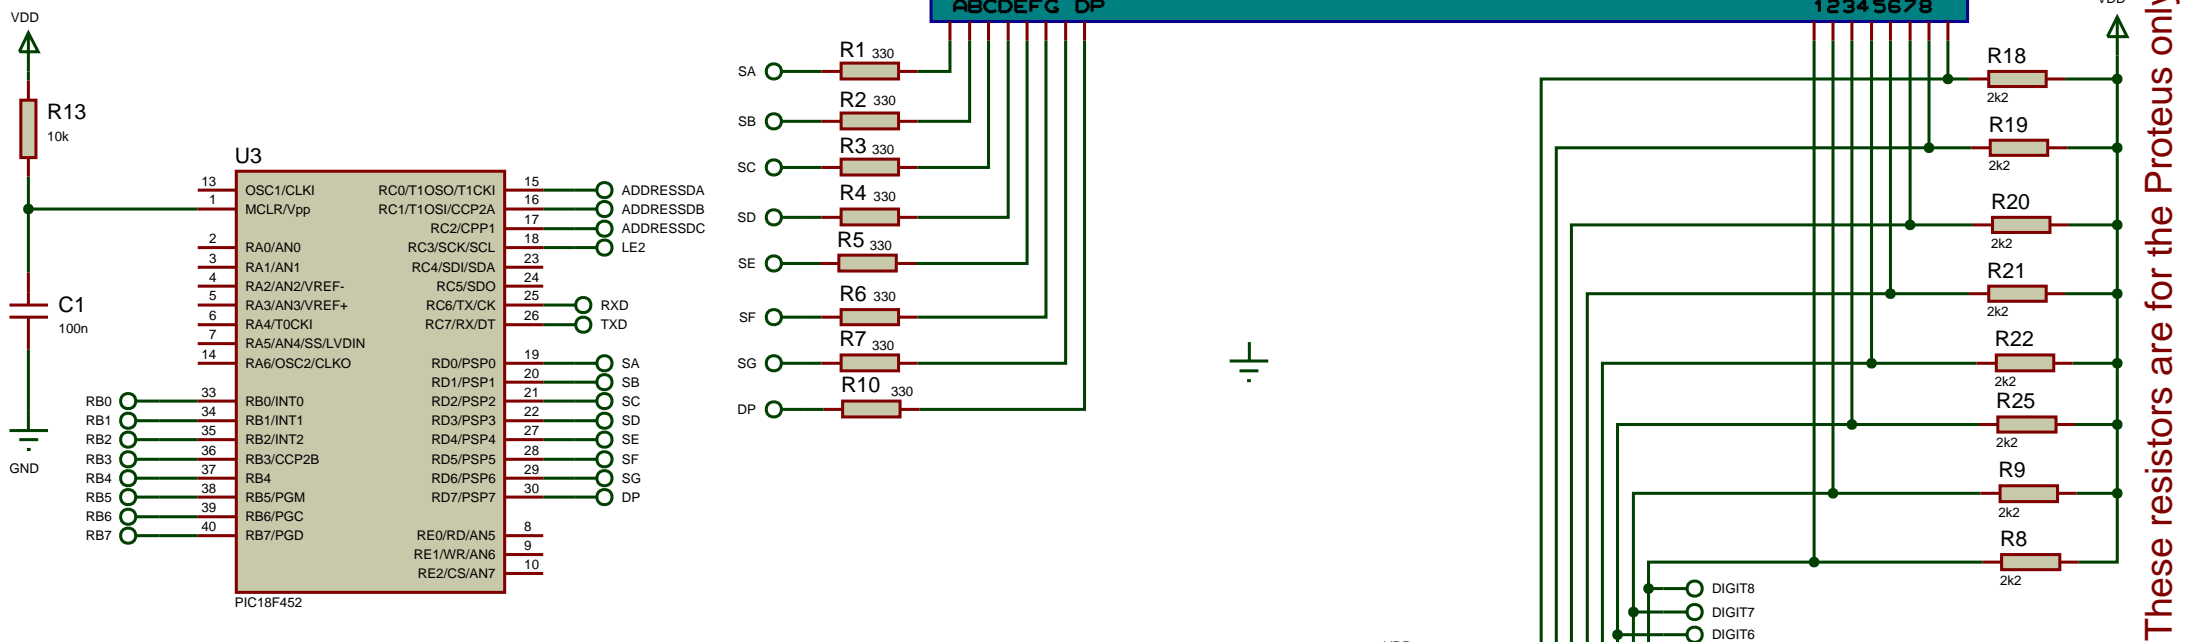 VDD
R13
10k
C1
100n
GND
U3
13 OSC1/CLKI
1 MCLR/Vpp
2 RA0/AN0
3 RA1/AN1
4 RA2/AN2/VREF-
5 RA3/AN3/VREF+
6 RA4/T0CKI
7 RA5/AN4/SS/LVDIN
14 RA6/OSC2/CLKO
RB0 33 RB0/INT0
RB1 34 RB1/INT1
RB2 35 RB2/INT2
RB3 36 RB3/CCP2B
RB4 37 RB4
RB5 38 RB5/PGM
RB6 39 RB6/PGC
RB7 40 RB7/PGD
RC0/T1OSO/T1CKI 15 ADDRESSDA
RC1/T1OSI/CCP2A 16 ADDRESSDB
RC2/CPP1 17 ADDRESSDC
RC3/SCK/SCL 18 LE2
RC4/SDI/SDA 23
RC5/SDO 24
RC6/TX/CK 25 RXD
RC7/RX/DT 26 TXD
RD0/PSP0 19 SA
RD1/PSP1 20 SB
RD2/PSP2 21 SC
RD3/PSP3 22 SD
RD4/PSP4 27 SE
RD5/PSP5 28 SF
RD6/PSP6 29 SG
RD7/PSP7 30 DP
RE0/RD/AN5 8
RE1/WR/AN6 9
RE2/CS/AN7 10
PIC18F452
ABCDEFG DP
12345678
SA R1 330
SB R2 330
SC R3 330
SD R4 330
SE R5 330
SF R6 330
SG R7 330
DP R10 330
VDD
R18
2k2
R19
2k2
R20
2k2
R21
2k2
R22
2k2
R25
2k2
R9
2k2
R8
2k2
DIGIT8
DIGIT7
DIGIT6
These resistors are for the Proteus only